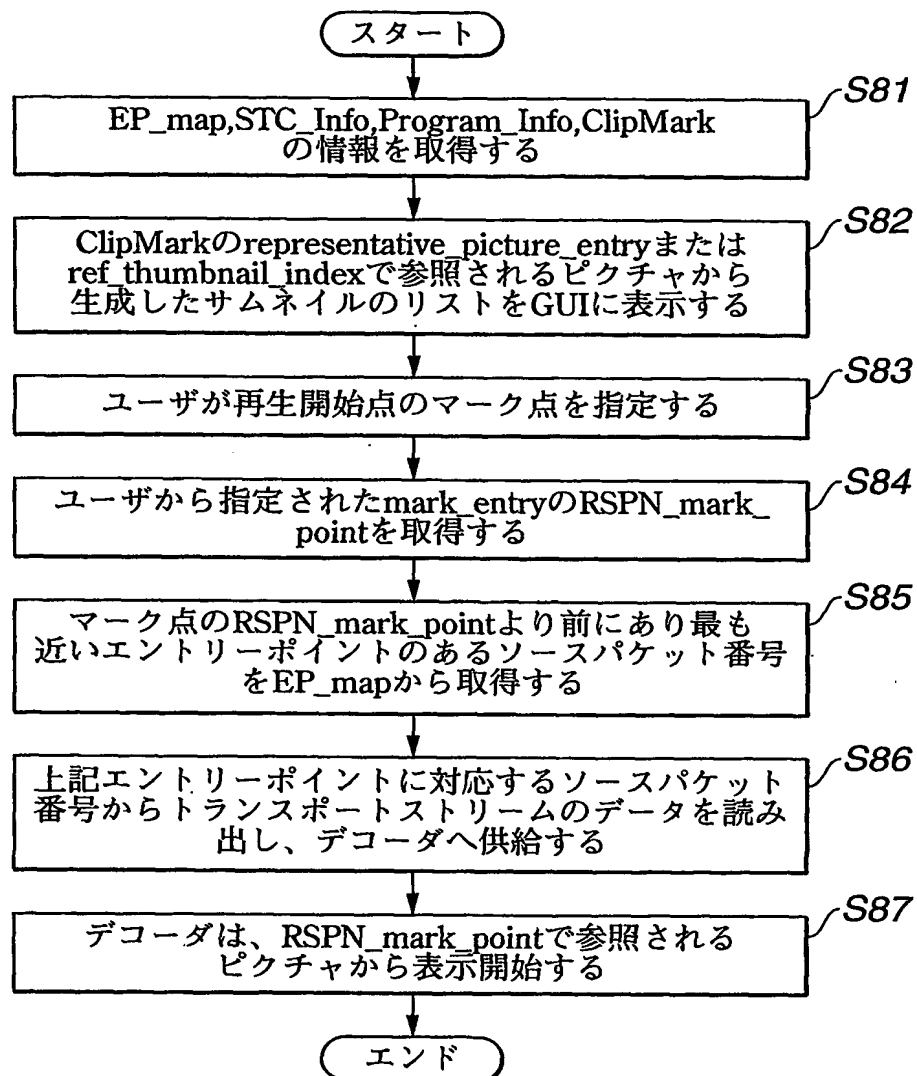 スタート
S81
EP_map,STC_Info,Program_Info,ClipMark
の情報を取得する
S82
ClipMarkのrepresentative_picture_entryまたは
ref_thumbnail_indexで参照されるピクチャから
生成したサムネイルのリストをGUIに表示する
S83
ユーザが再生開始点のマーク点を指定する
S84
ユーザから指定されたmark_entryのRSPN_mark_
pointを取得する
S85
マーク点のRSPN_mark_pointより前にあり最も
近いエントリーポイントのあるソースパケット番号
をEP_mapから取得する
S86
上記エントリーポイントに対応するソースパケット
番号からトランスポートストリームのデータを読み
出し、デコーダへ供給する
S87
デコーダは、RSPN_mark_pointで参照される
ピクチャから表示開始する
エンド